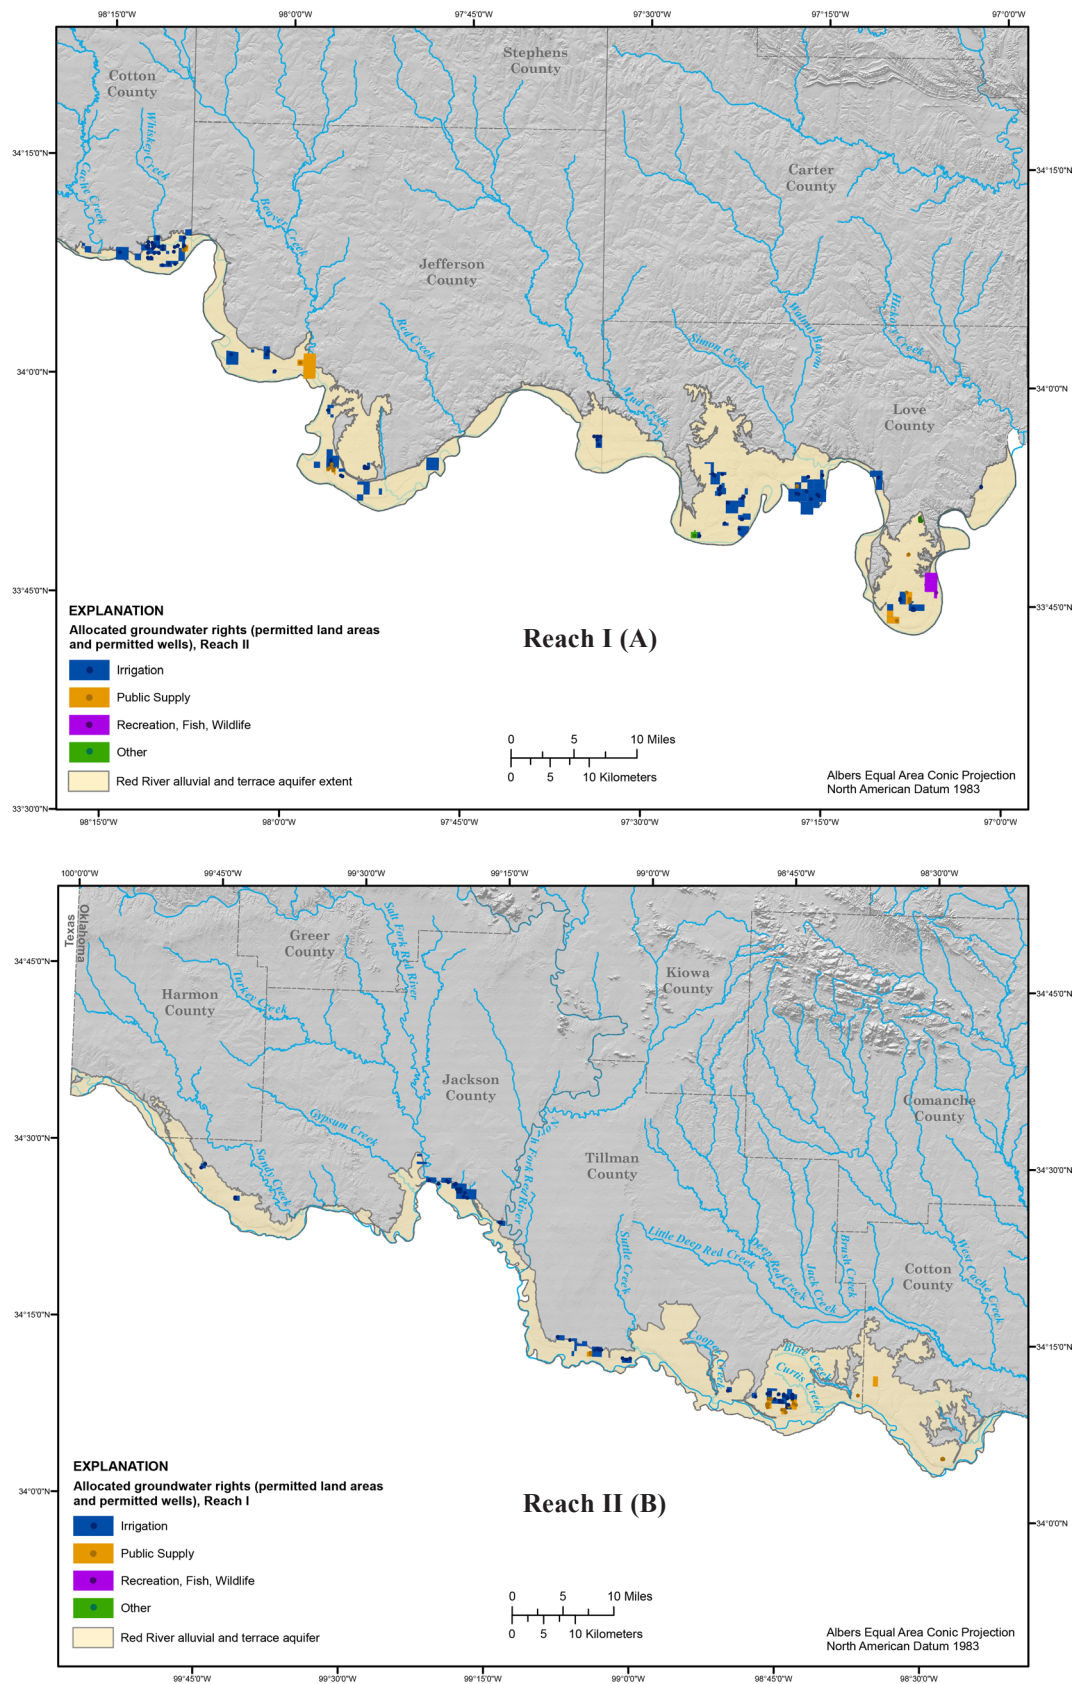 98°15'0"W 98°0'0"W 97°45'0"W 97°30'0"W 97°15'0"W 97°0'0"W
Cotton
County
Stephens
County
Whiskey Creek
Cache Creek
34°15'0"N
34°15'0"N
Carter
County
Beaver Creek
Jefferson
County
Red Creek
Simon Creek
Walnut Bayou
Hickory Creek
34°0'0"N
34°0'0"N
Mud Creek
Love
County
33°45'0"N
33°45'0"N
EXPLANATION
Allocated groundwater rights (permitted land areas
and permitted wells), Reach II
Irrigation
Public Supply
Recreation, Fish, Wildlife
Other
Red River alluvial and terrace aquifer extent
Reach I (A)
0 5 10 Miles
0 5 10 Kilometers
Albers Equal Area Conic Projection
North American Datum 1983
33°30'0"N
98°15'0"W 98°0'0"W 97°45'0"W 97°30'0"W 97°15'0"W 97°0'0"W
100°0'0"W 99°45'0"W 99°30'0"W 99°15'0"W 99°0'0"W 98°45'0"W 98°30'0"W
Texas
Oklahoma
Greer
County
Salt Fork Red River
34°45'0"N
34°45'0"N
Harmon
County
Turkey Creek
Kiowa
County
Jackson
County
Comanche
County
Gypsum Creek
34°30'0"N
34°30'0"N
Sandy Creek
North Fork Red River
Tillman
County
Suttle Creek
Little Deep Red Creek
Deep Red Creek
Jack Creek
Brush Creek
West Cache Creek
Cotton
County
34°15'0"N
34°15'0"N
Cooper Creek
Blue Creek
Curtis Creek
34°0'0"N
34°0'0"N
EXPLANATION
Allocated groundwater rights (permitted land areas
and permitted wells), Reach I
Irrigation
Public Supply
Recreation, Fish, Wildlife
Other
Red River alluvial and terrace aquifer
Reach II (B)
0 5 10 Miles
0 5 10 Kilometers
Albers Equal Area Conic Projection
North American Datum 1983
99°45'0"W 99°30'0"W 99°15'0"W 99°0'0"W 98°45'0"W 98°30'0"W